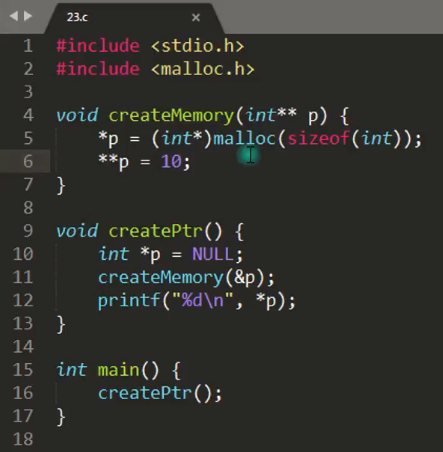 23.c
1 #include <stdio.h>
2 #include <malloc.h>
3
4 void createMemory(int** p) {
5     *p = (int*)malloc(sizeof(int));
6     **p = 10;
7 }
8
9 void createPtr() {
10     int *p = NULL;
11     createMemory(&p);
12     printf("%d\n", *p);
13 }
14
15 int main() {
16     createPtr();
17 }
18